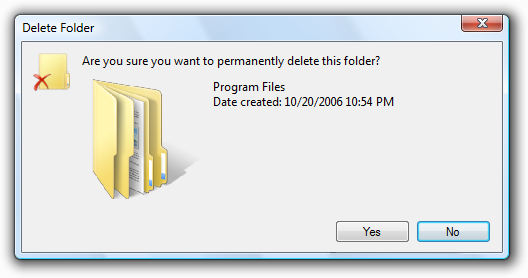 Delete Folder
Are you sure you want to permanently delete this folder?
Program Files
Date created: 10/20/2006 10:54 PM
Yes
No